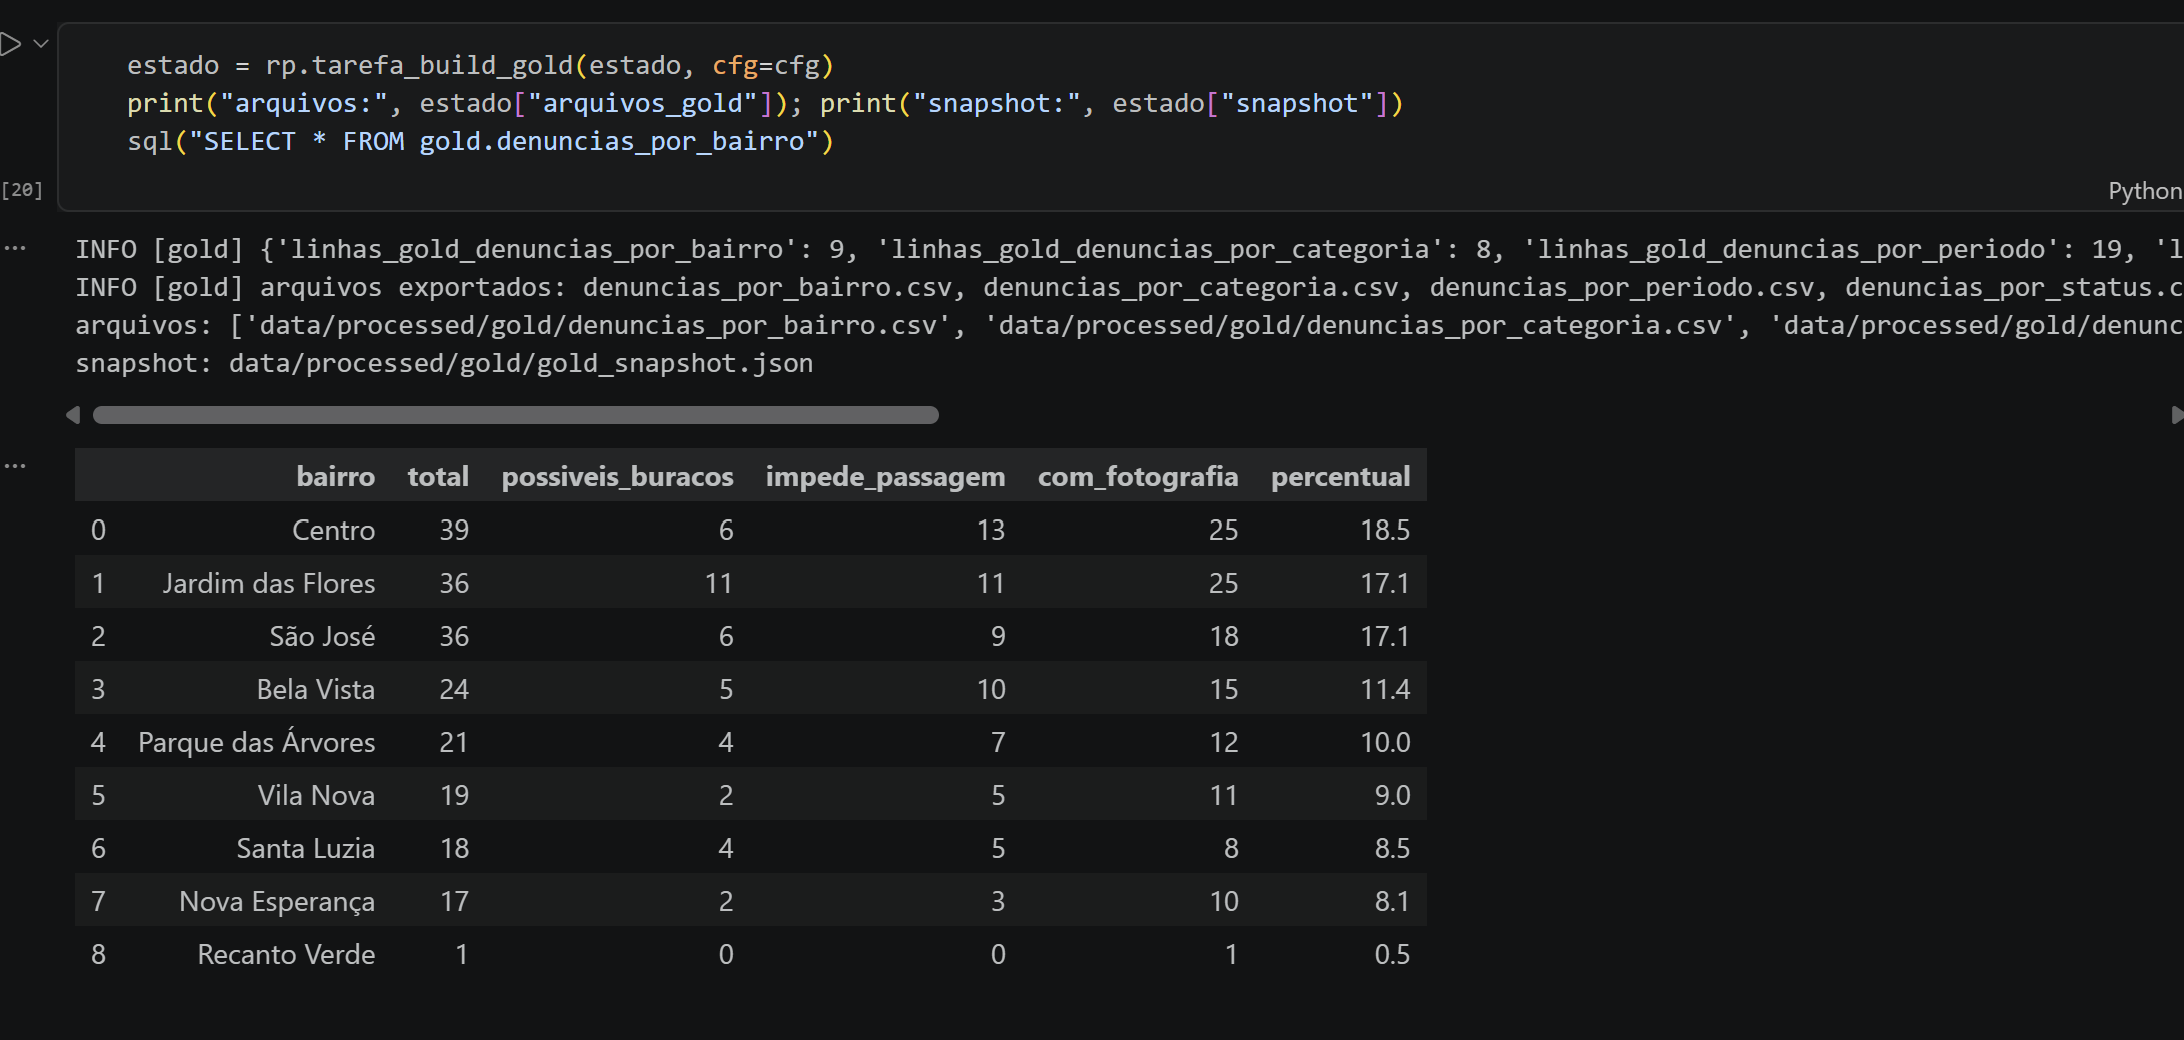 estado = rp.tarefa_build_gold(estado, cfg=cfg)
print("arquivos:", estado["arquivos_gold"]); print("snapshot:", estado["snapshot"])
sql("SELECT * FROM gold.denuncias_por_bairro")
[20]
Python
INFO [gold] {'linhas_gold_denuncias_por_bairro': 9, 'linhas_gold_denuncias_por_categoria': 8, 'linhas_gold_denuncias_por_periodo': 19, 'l
INFO [gold] arquivos exportados: denuncias_por_bairro.csv, denuncias_por_categoria.csv, denuncias_por_periodo.csv, denuncias_por_status.c
arquivos: ['data/processed/gold/denuncias_por_bairro.csv', 'data/processed/gold/denuncias_por_categoria.csv', 'data/processed/gold/denunc
snapshot: data/processed/gold/gold_snapshot.json
bairro total possiveis_buracos impede_passagem com_fotografia percentual
0 Centro 39 6 13 25 18.5
1 Jardim das Flores 36 11 11 25 17.1
2 São José 36 6 9 18 17.1
3 Bela Vista 24 5 10 15 11.4
4 Parque das Árvores 21 4 7 12 10.0
5 Vila Nova 19 2 5 11 9.0
6 Santa Luzia 18 4 5 8 8.5
7 Nova Esperança 17 2 3 10 8.1
8 Recanto Verde 1 0 0 1 0.5